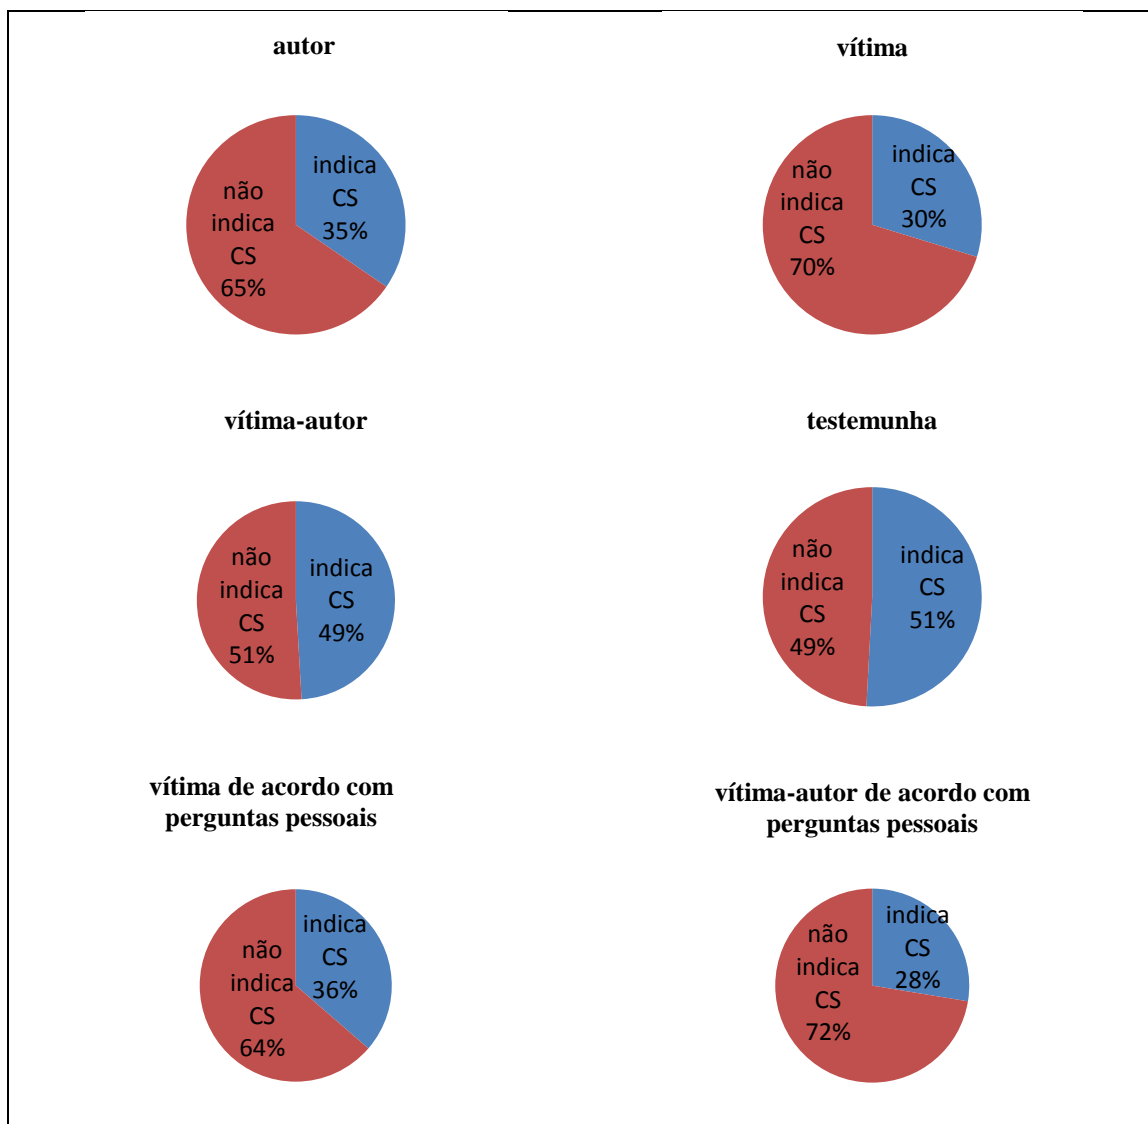 autor
indica
CS
35%
não
indica
CS
65%
vítima
indica
CS
30%
não
indica
CS
70%
vítima-autor
indica
CS
49%
não
indica
CS
51%
testemunha
indica
CS
51%
não
indica
CS
49%
vítima de acordo com
perguntas pessoais
indica
CS
36%
não
indica
CS
64%
vítima-autor de acordo com
perguntas pessoais
indica
CS
28%
não
indica
CS
72%